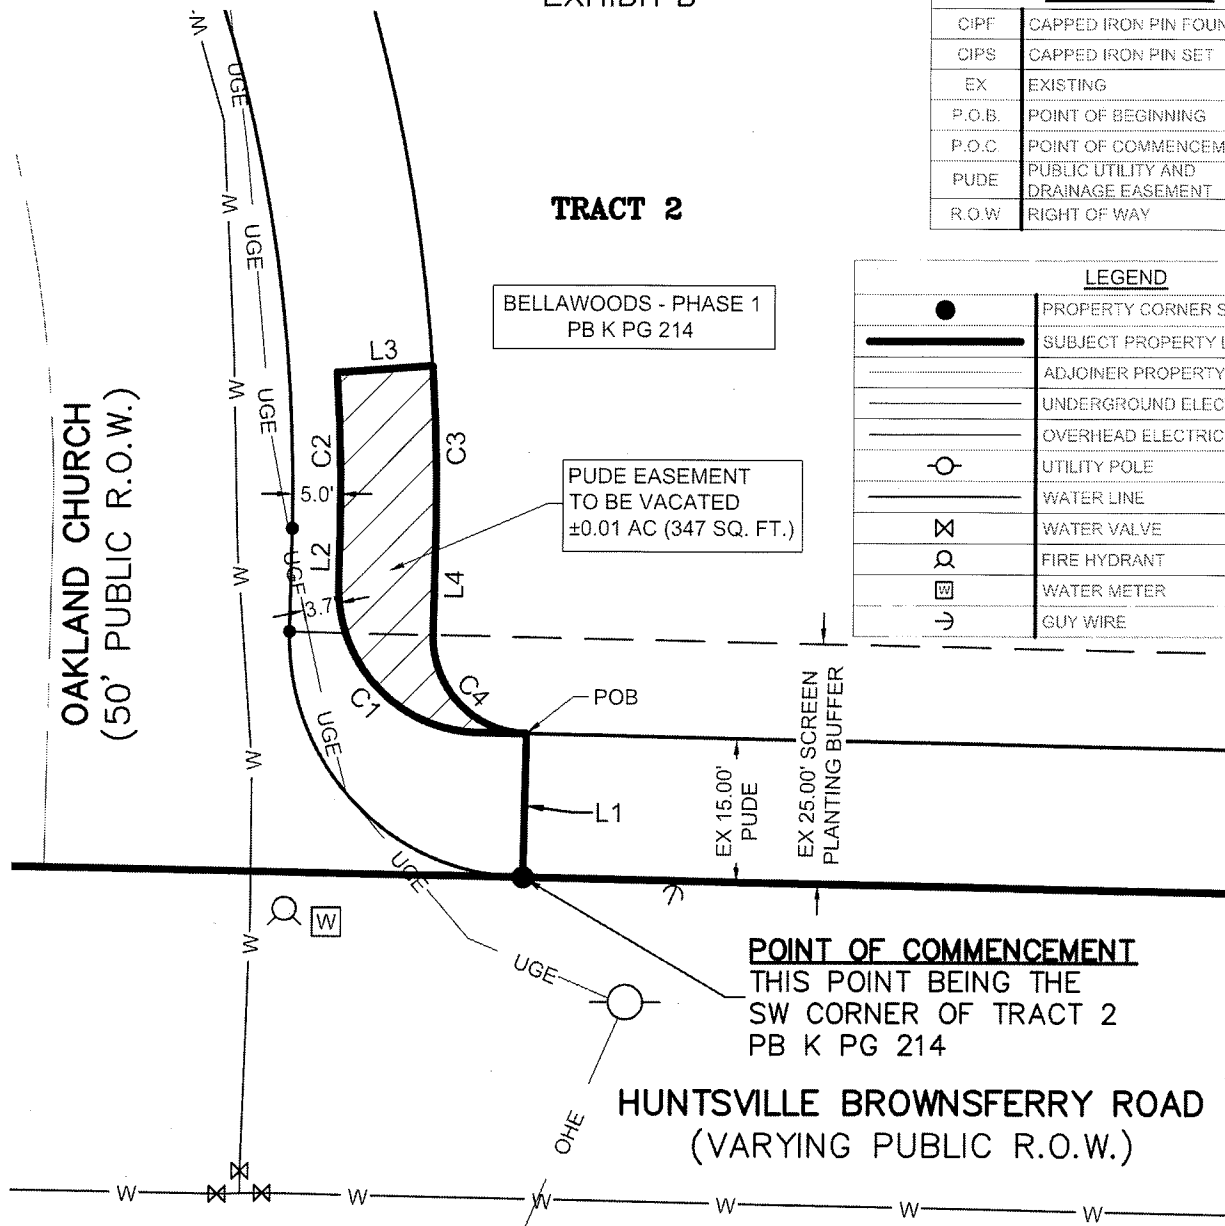 EXHIBIT B
CIPF CAPPED IRON PIN FOUN
CIPS CAPPED IRON PIN SET
EX EXISTING
P.O.B. POINT OF BEGINNING
P.O.C. POINT OF COMMENCEM
PUDE PUBLIC UTILITY AND
DRAINAGE EASEMENT
R.O.W RIGHT OF WAY
LEGEND
PROPERTY CORNER S
SUBJECT PROPERTY L
ADJOINER PROPERTY
UNDERGROUND ELEC
OVERHEAD ELECTRIC
UTILITY POLE
WATER LINE
WATER VALVE
FIRE HYDRANT
W WATER METER
GUY WIRE
TRACT 2
BELLAWOODS - PHASE 1
PB K PG 214
PUDE EASEMENT
TO BE VACATED
±0.01 AC (347 SQ. FT.)
OAKLAND CHURCH
(50' PUBLIC R.O.W.)
W
W
W
W
W
W
W
UGE
UGE
UGE
UGE
UGE
UGE
UGE
L3
C2
C3
5.0'
L2
L4
3.7'
C1
C4
POB
L1
EX 15.00'
PUDE
EX 25.00' SCREEN
PLANTING BUFFER
W
POINT OF COMMENCEMENT
THIS POINT BEING THE
SW CORNER OF TRACT 2
PB K PG 214
OHE
HUNTSVILLE BROWNSFERRY ROAD
(VARYING PUBLIC R.O.W.)
W W W W W W